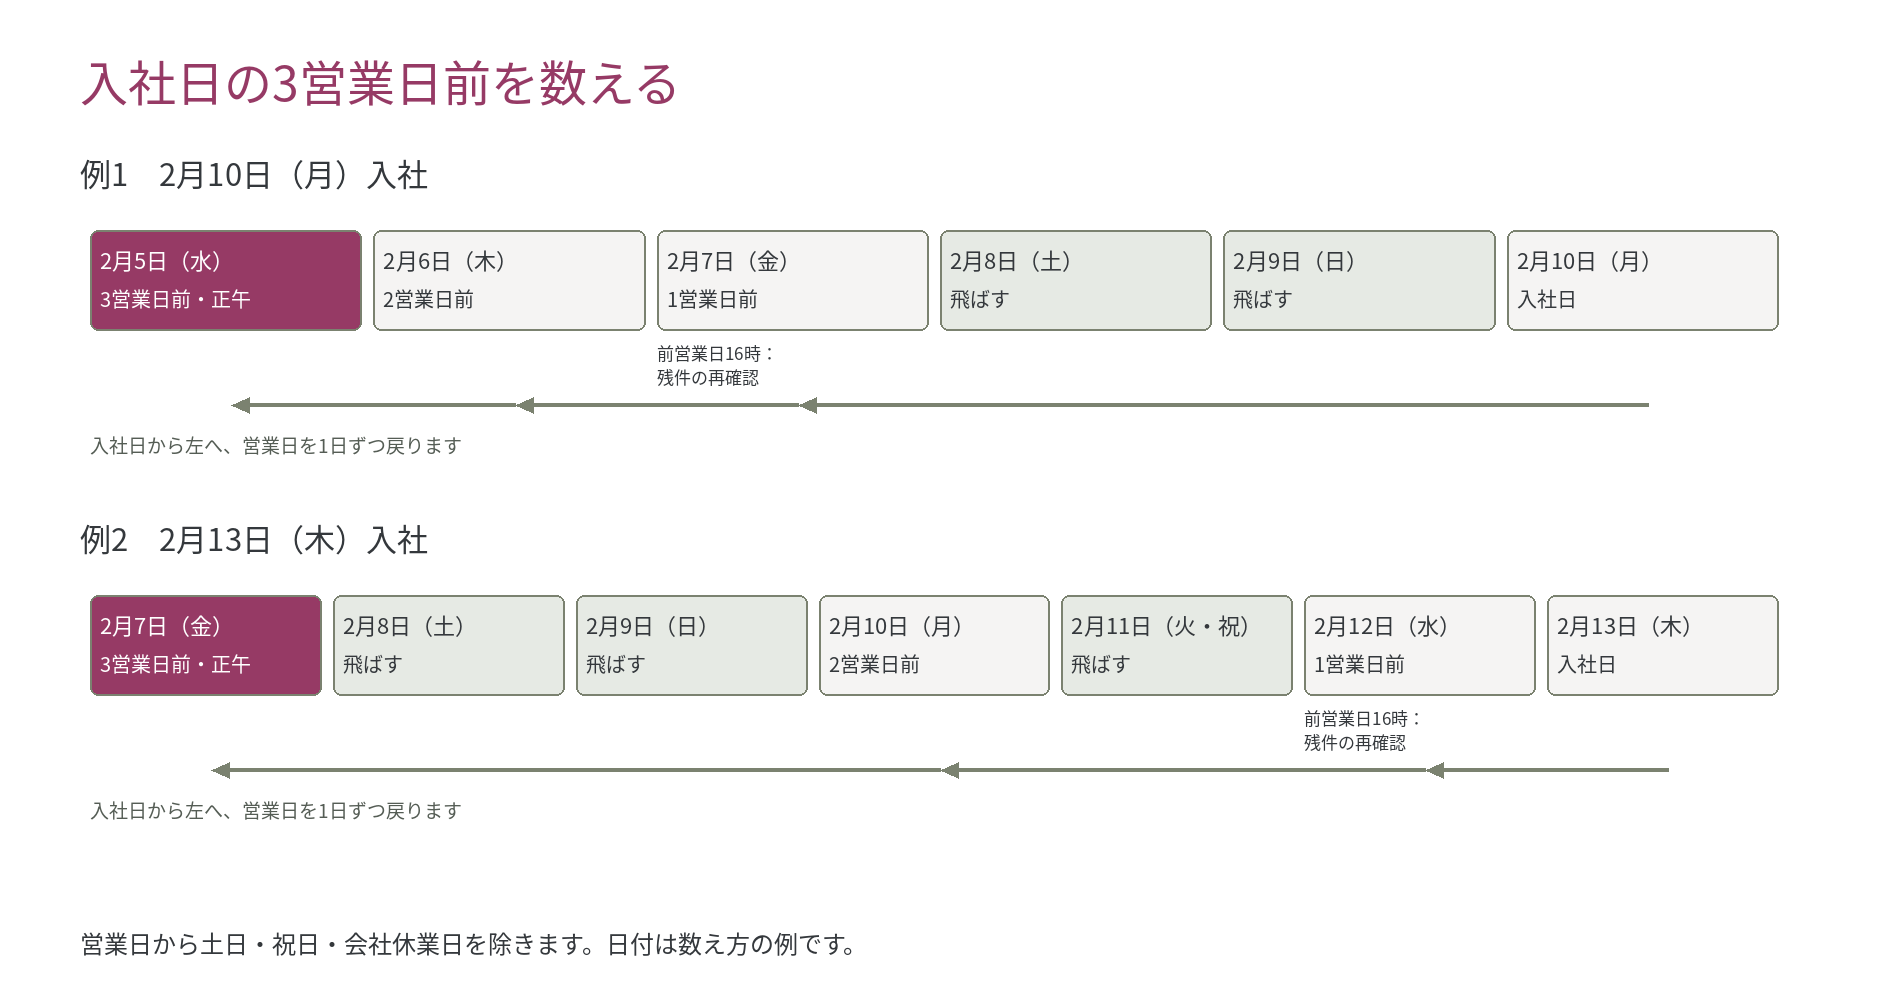 入社日の3営業日前を数える
例1　2月10日（月）入社
2月5日（水）
3営業日前・正午
2月6日（木）
2営業日前
2月7日（金）
1営業日前
2月8日（土）
飛ばす
2月9日（日）
飛ばす
2月10日（月）
入社日
前営業日16時：
残件の再確認
入社日から左へ、営業日を1日ずつ戻ります
例2　2月13日（木）入社
2月7日（金）
3営業日前・正午
2月8日（土）
飛ばす
2月9日（日）
飛ばす
2月10日（月）
2営業日前
2月11日（火・祝）
飛ばす
2月12日（水）
1営業日前
2月13日（木）
入社日
前営業日16時：
残件の再確認
入社日から左へ、営業日を1日ずつ戻ります
営業日から土日・祝日・会社休業日を除きます。日付は数え方の例です。